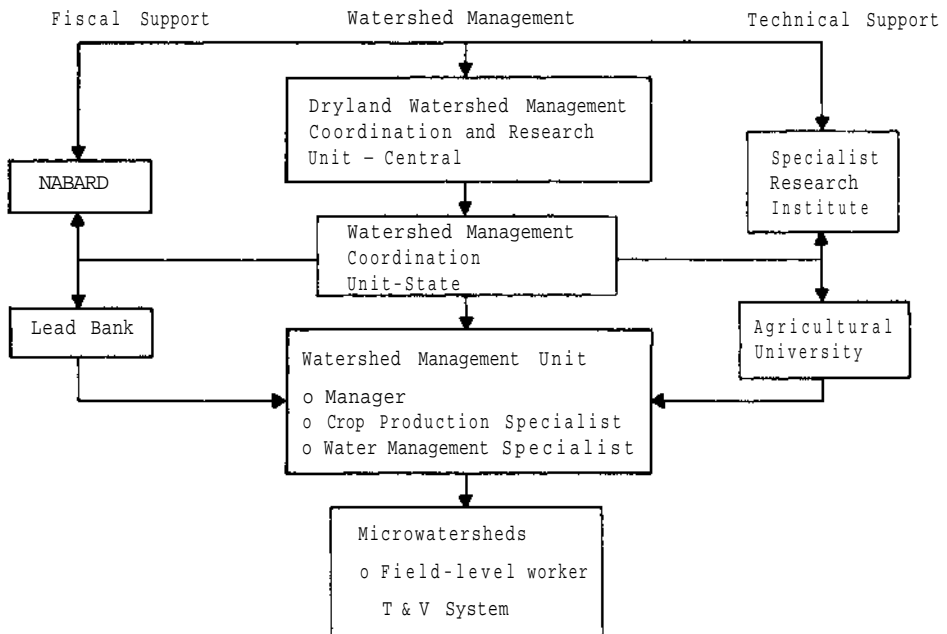 Fiscal Support
Watershed Management
Technical Support
Dryland Watershed Management
Coordination and Research
Unit – Central
NABARD
Specialist
Research
Institute
Watershed Management
Coordination
Unit-State
Lead Bank
Agricultural
University
Watershed Management Unit
o Manager
o Crop Production Specialist
o Water Management Specialist
Microwatersheds
o Field-level worker
T & V System